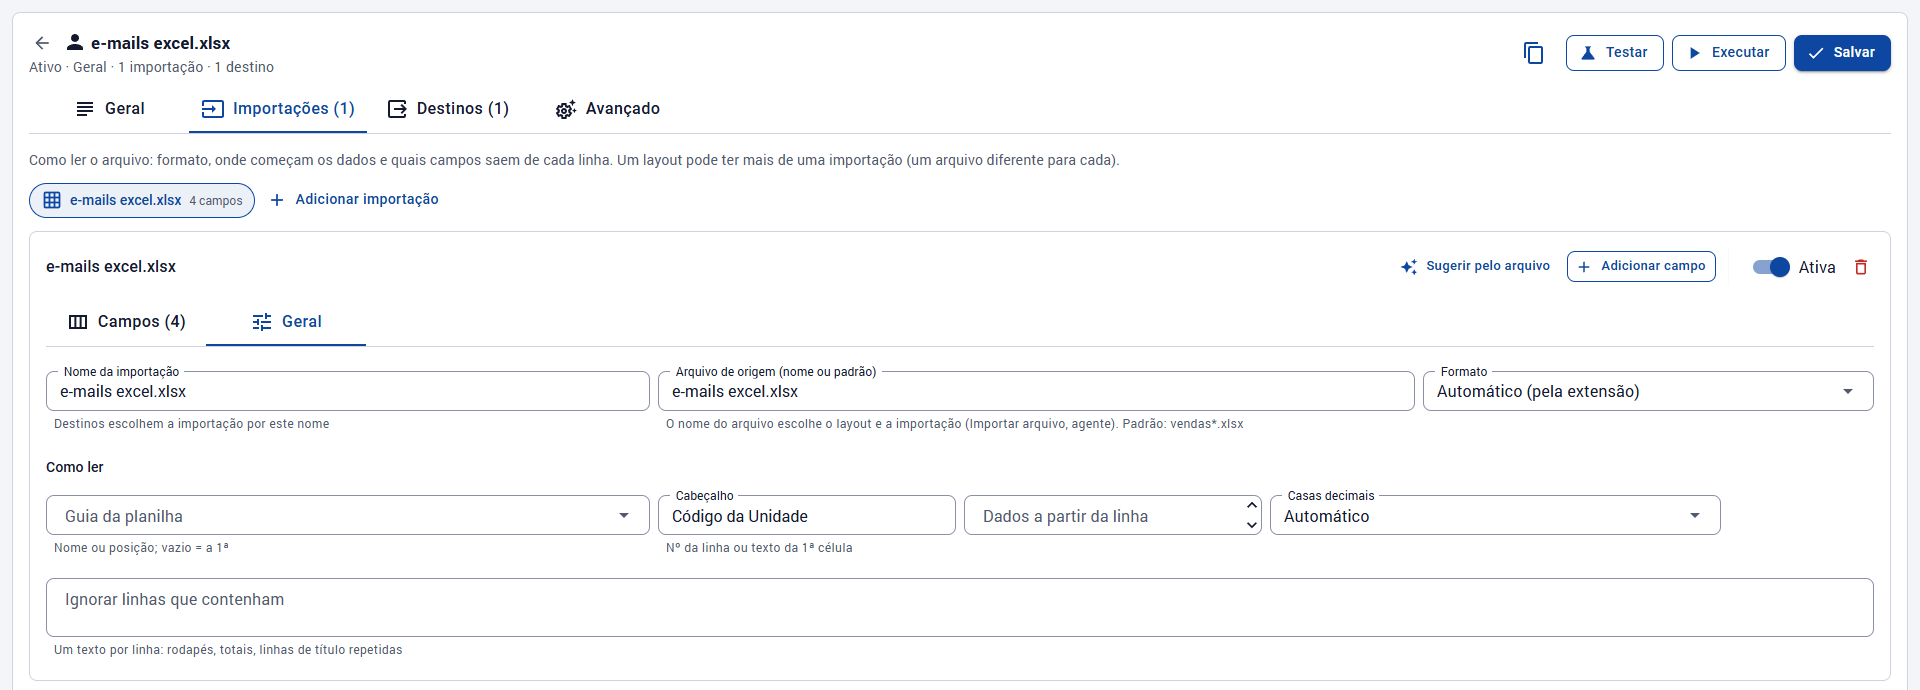 e-mails excel.xlsx
Ativo · Geral · 1 importação · 1 destino
Testar
Executar
Salvar
Geral
Importações (1)
Destinos (1)
Avançado
Como ler o arquivo: formato, onde começam os dados e quais campos saem de cada linha. Um layout pode ter mais de uma importação (um arquivo diferente para cada).
e-mails excel.xlsx 4 campos
Adicionar importação
e-mails excel.xlsx
Sugerir pelo arquivo
Adicionar campo
Ativa
Campos (4)
Geral
Nome da importação
e-mails excel.xlsx
Destinos escolhem a importação por este nome
Arquivo de origem (nome ou padrão)
e-mails excel.xlsx
O nome do arquivo escolhe o layout e a importação (Importar arquivo, agente). Padrão: vendas*.xlsx
Formato
Automático (pela extensão)
Como ler
Guia da planilha
Nome ou posição; vazio = a 1ª
Cabeçalho
Código da Unidade
Nº da linha ou texto da 1ª célula
Dados a partir da linha
Casas decimais
Automático
Ignorar linhas que contenham
Um texto por linha: rodapés, totais, linhas de título repetidas